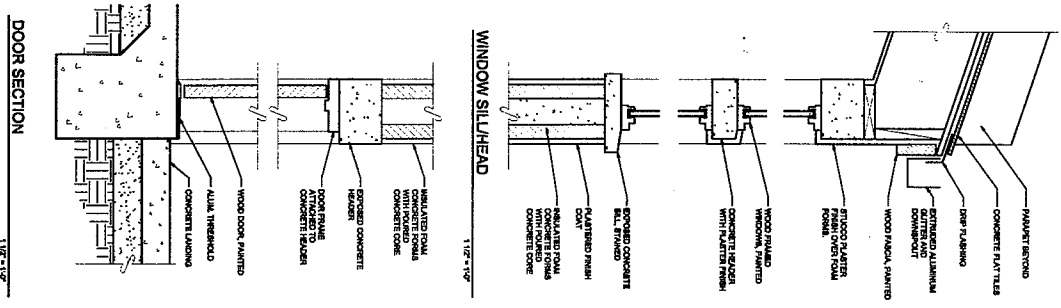 PARAPET BEYOND
CONCRETE FLAT TILES
DRIP FLASHING
EXTRUDED ALUMINUM
GUTTER AND
DOWNSPOUT
WOOD FASCIA, PAINTED
STUCCO PLASTER
FINISH OVER FOAM
FORMS.
WOOD FRAMED
WINDOWS, PAINTED
CONCRETE HEADER
WITH PLASTER FINISH
EXPOSED CONCRETE
SILL, STAINED
PLASTERED FINISH
COAT
INSULATED FOAM
CONCRETE FORMS
WITH POURED
CONCRETE CORE
WINDOW SILL/HEAD
1 1/2" = 1'-0"
INSULATED FOAM
CONCRETE FORMS
WITH POURED
CONCRETE CORE
EXPOSED CONCRETE
HEADER
DOOR FRAME
ATTACHED TO
CONCRETE HEADER
WOOD DOOR, PAINTED
ALUM. THRESHOLD
CONCRETE LANDING
DOOR SECTION
1 1/2" = 1'-0"